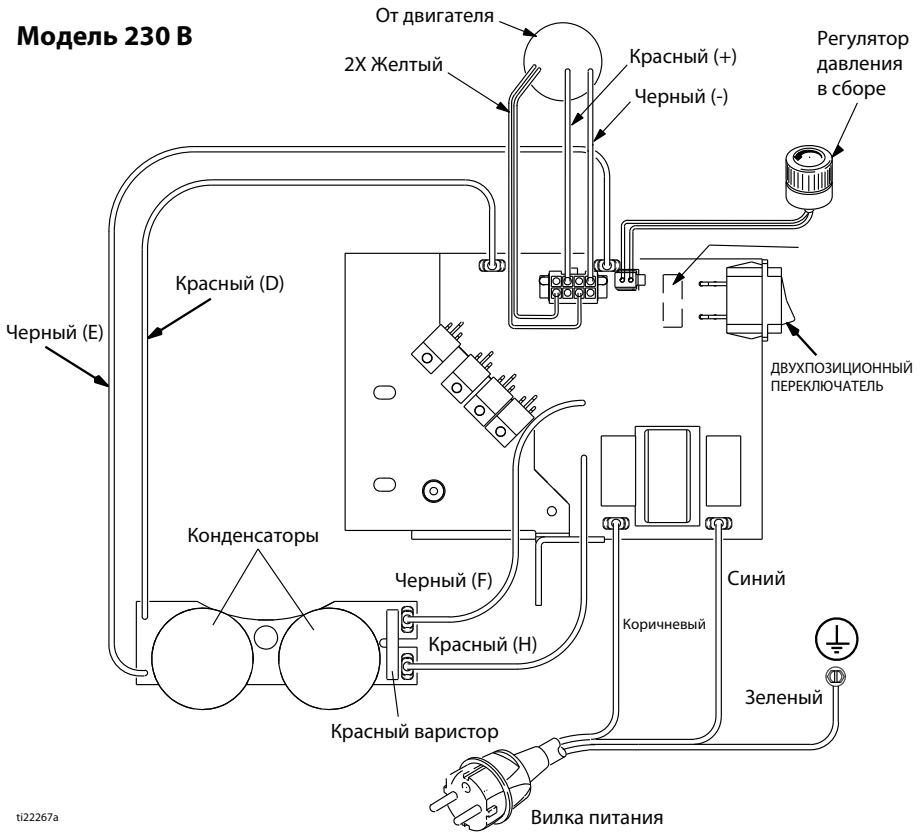 Модель 230 В
От двигателя
2X Желтый
Красный (+)
Черный (-)
Регулятор
давления
в сборе
Красный (D)
Черный (E)
ДВУХПОЗИЦИОННЫЙ
ПЕРЕКЛЮЧАТЕЛЬ
Конденсаторы
Черный (F)
Синий
Коричневый
Красный (H)
Зеленый
Красный варистор
Вилка питания
ti22267a